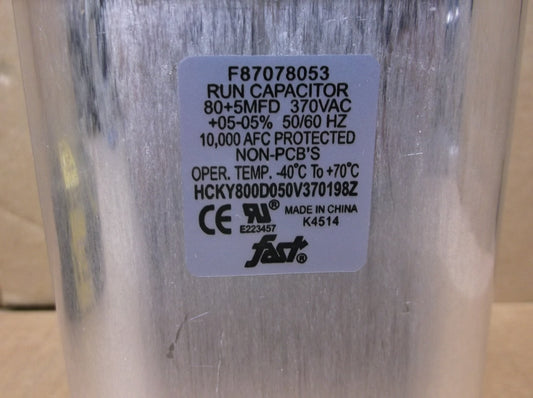 F87078053
RUN CAPACITOR
80+5MFD 370VAC
+05-05% 50/60 HZ
10,000 AFC PROTECTED
NON-PCB'S
OPER. TEMP. -40°C To +70°C
HCKY800D050V370198Z
CE RU® MADE IN CHINA
E223457 K4514
fast®